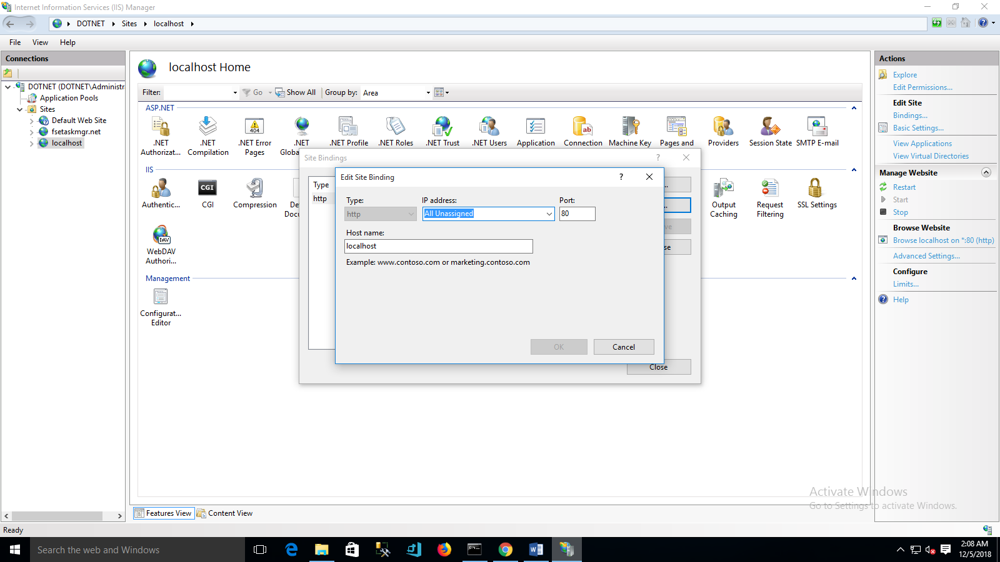 Internet Information Services (IIS) Manager
DOTNET Sites localhost
File View Help
Connections
DOTNET (DOTNET\Administr
Application Pools
Sites
Default Web Site
fsetaskmgr.net
localhost
localhost Home
Filter: Go Show All Group by: Area
ASP.NET
.NET Authorizat...
.NET Compilation
.NET Error Pages
.NET Globa
.NET Profile
.NET Roles
.NET Trust
.NET Users
Application
Connection
Machine Key
Pages and
Providers
Session State
SMTP E-mail
IIS
Authentic...
CGI
Compression
De
Docu
Output Caching
Request Filtering
SSL Settings
WebDAV Authori...
Management
Configurat... Editor
Site Bindings
Type
http
..
..
ve
se
Close
Edit Site Binding
Type: IP address: Port:
http All Unassigned 80
Host name:
localhost
Example: www.contoso.com or marketing.contoso.com
OK Cancel
Features View Content View
Actions
Explore
Edit Permissions...
Edit Site
Bindings...
Basic Settings...
View Applications
View Virtual Directories
Manage Website
Restart
Start
Stop
Browse Website
Browse localhost on *:80 (http)
Advanced Settings...
Configure
Limits...
Help
Activate Windows
Go to Settings to activate Windows.
Ready
Search the web and Windows
2:08 AM
12/5/2018